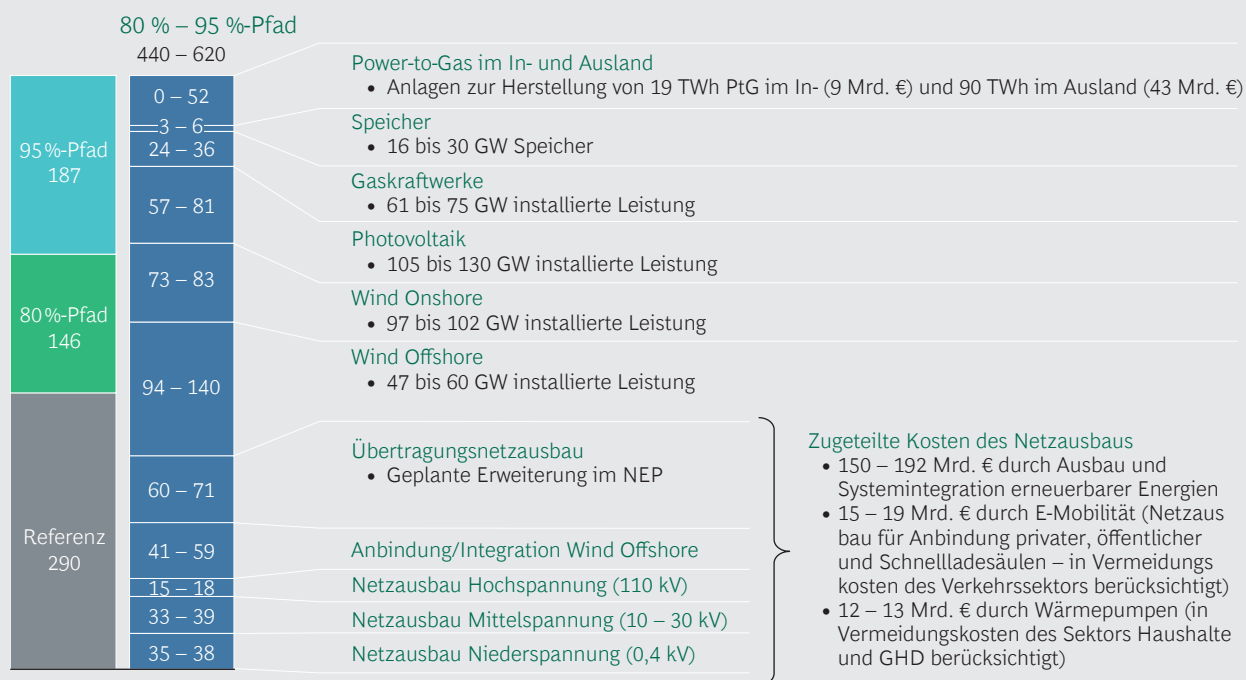 80 % – 95 %-Pfad
440 – 620
95%-Pfad
187
80%-Pfad
146
Referenz
290
0 – 52
3 – 6
24 – 36
57 – 81
73 – 83
94 – 140
60 – 71
41 – 59
15 – 18
33 – 39
35 – 38
Power-to-Gas im In- und Ausland
• Anlagen zur Herstellung von 19 TWh PtG im In- (9 Mrd. €) und 90 TWh im Ausland (43 Mrd. €)
Speicher
• 16 bis 30 GW Speicher
Gaskraftwerke
• 61 bis 75 GW installierte Leistung
Photovoltaik
• 105 bis 130 GW installierte Leistung
Wind Onshore
• 97 bis 102 GW installierte Leistung
Wind Offshore
• 47 bis 60 GW installierte Leistung
Übertragungsnetzausbau
• Geplante Erweiterung im NEP
Anbindung/Integration Wind Offshore
Netzausbau Hochspannung (110 kV)
Netzausbau Mittelspannung (10 – 30 kV)
Netzausbau Niederspannung (0,4 kV)
Zugeteilte Kosten des Netzausbaus
• 150 – 192 Mrd. € durch Ausbau und
Systemintegration erneuerbarer Energien
• 15 – 19 Mrd. € durch E-Mobilität (Netzaus
bau für Anbindung privater, öffentlicher
und Schnellladesäulen – in Vermeidungs
kosten des Verkehrssektors berücksichtigt)
• 12 – 13 Mrd. € durch Wärmepumpen (in
Vermeidungskosten des Sektors Haushalte
und GHD berücksichtigt)